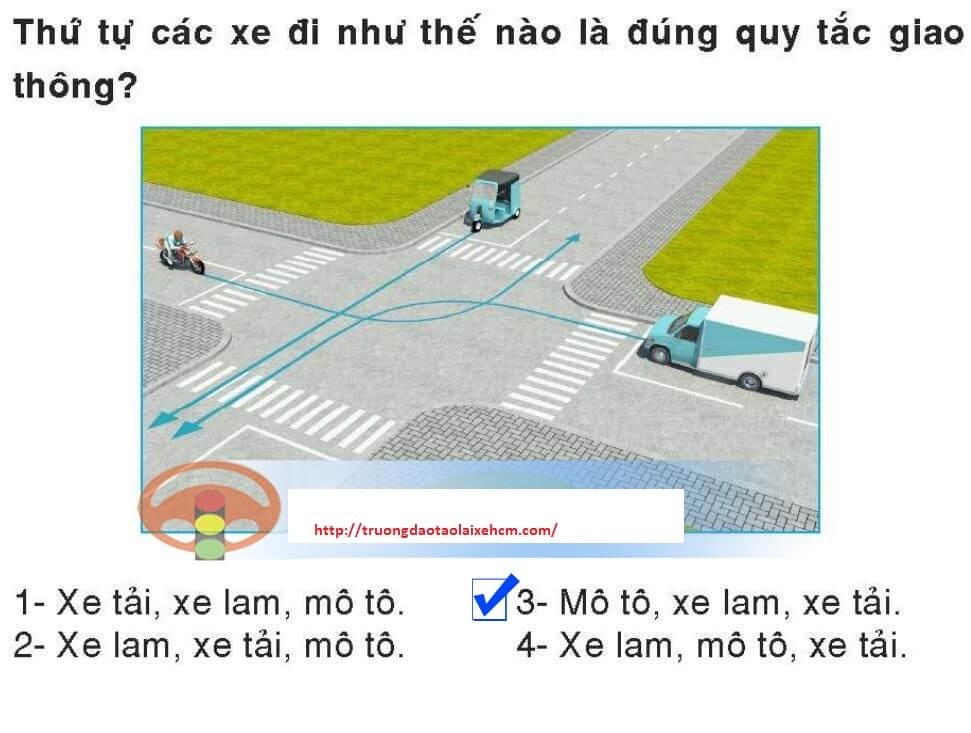 Thứ tự các xe đi như thế nào là đúng quy tắc giao
thông?
http://truongdaotaolaixehcm.com/
1- Xe tải, xe lam, mô tô.
3- Mô tô, xe lam, xe tải.
2- Xe lam, xe tải, mô tô.
4- Xe lam, mô tô, xe tải.